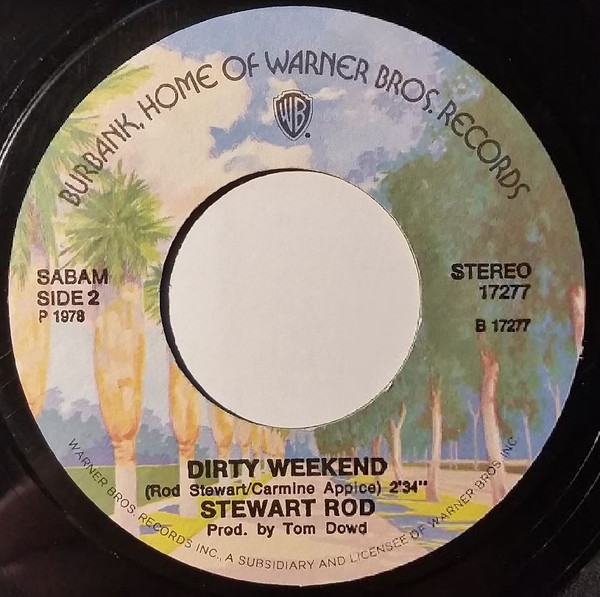 BURBANK, HOME OF WARNER BROS. RECORDS
WB
SABAM
SIDE 2
P 1978
STEREO
17277
B 17277
DIRTY WEEKEND
(Rod Stewart/Carmine Appice) 2'34"
STEWART ROD
Prod. by Tom Dowd
WARNER BROS. RECORDS INC., A SUBSIDIARY AND LICENSEE OF WARNER BROS. INC.